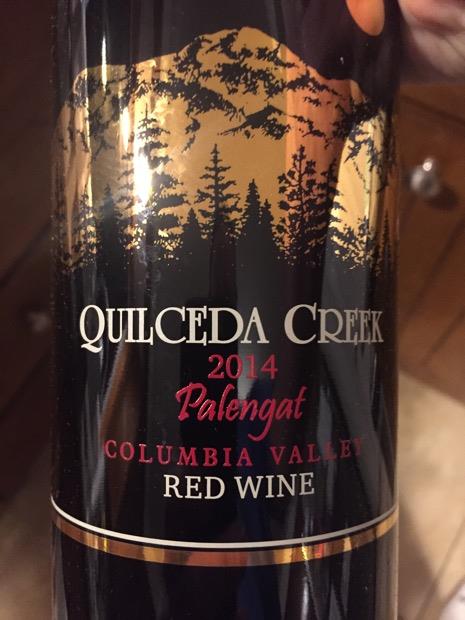 QUILCEDA CREEK
2014
Palengat
COLUMBIA VALLEY
RED WINE